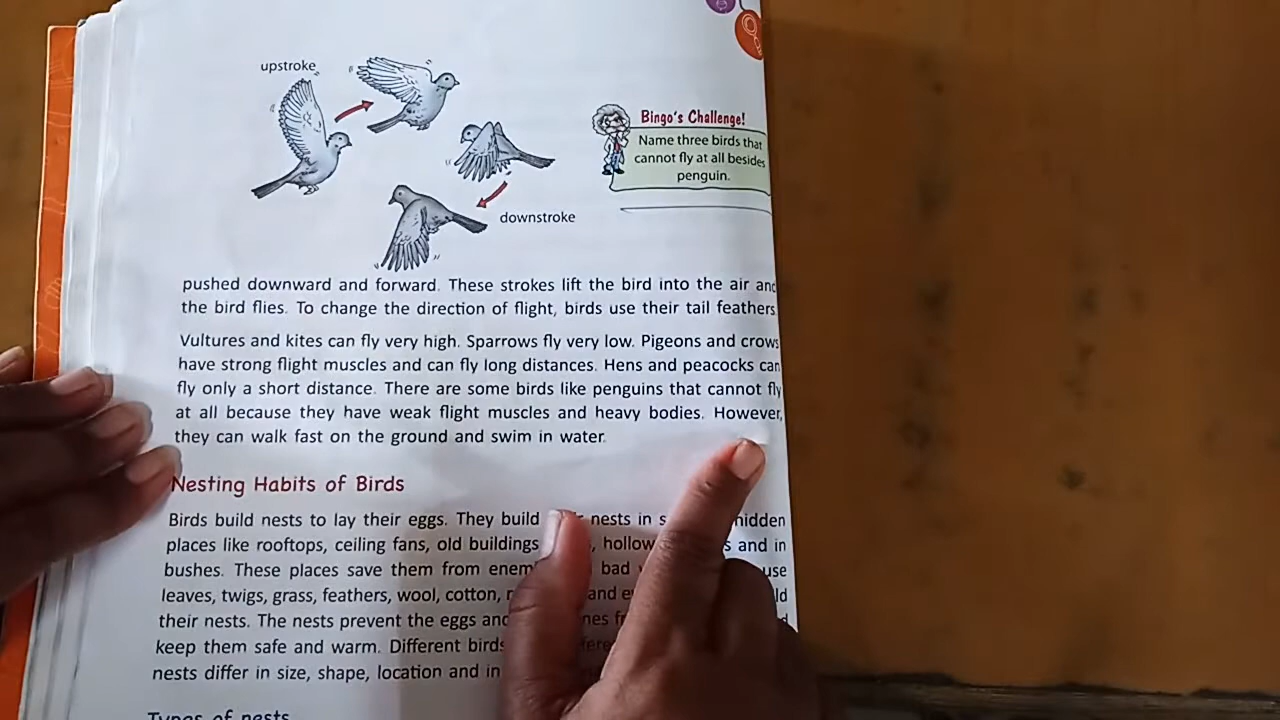 upstroke
Bingo's Challenge!
Name three birds that
cannot fly at all besides
penguin.
downstroke
pushed downward and forward. These strokes lift the bird into the air and
the bird flies. To change the direction of flight, birds use their tail feathers
Vultures and kites can fly very high. Sparrows fly very low. Pigeons and crows
have strong flight muscles and can fly long distances. Hens and peacocks can
fly only a short distance. There are some birds like penguins that cannot fly
at all because they have weak flight muscles and heavy bodies. However,
they can walk fast on the ground and swim in water.
Nesting Habits of Birds
Birds build nests to lay their eggs. They build nests in hidden
places like rooftops, ceiling fans, old buildings , hollow and in
bushes. These places save them from bad use
leaves, twigs, grass, feathers, wool, cotton, and
their nests. The nests prevent the eggs and
keep them safe and warm. Different birds
nests differ in size, shape, location and in
Types of nests